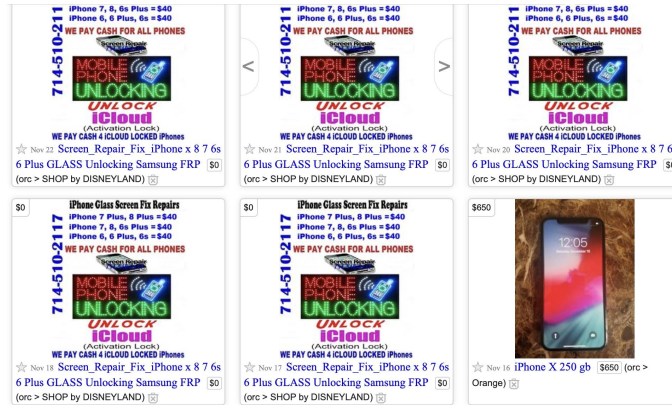 iPhone 7, 8, 6s Plus = $40
iPhone 6, 6 Plus, 6s = $40
WE PAY CASH FOR ALL PHONES
714-510-211
Screen Repair
MOBILE
PHONE
UNLOCKING
UNLOCK
iCloud
(Activation Lock)
WE PAY CASH 4 iCLOUD LOCKED iPhones
Nov 22 Screen_Repair_Fix_iPhone x 8 7 6s
6 Plus GLASS Unlocking Samsung FRP $0
(orc > SHOP by DISNEYLAND)
iPhone 7, 8, 6s Plus = $40
iPhone 6, 6 Plus, 6s = $40
WE PAY CASH FOR ALL PHONES
714-510-211
Screen Repair
MOBILE
PHONE
UNLOCKING
UNLOCK
iCloud
(Activation Lock)
WE PAY CASH 4 iCLOUD LOCKED iPhones
< >
Nov 21 Screen_Repair_Fix_iPhone x 8 7 6s
6 Plus GLASS Unlocking Samsung FRP $0
(orc > SHOP by DISNEYLAND)
iPhone 7, 8, 6s Plus = $40
iPhone 6, 6 Plus, 6s = $40
WE PAY CASH FOR ALL PHONES
714-510-211
Screen Repair
MOBILE
PHONE
UNLOCKING
UNLOCK
iCloud
(Activation Lock)
WE PAY CASH 4 iCLOUD LOCKED iPhones
Nov 20 Screen_Repair_Fix_iPhone x 8 7 6
6 Plus GLASS Unlocking Samsung FRP $0
(orc > SHOP by DISNEYLAND)
$0
iPhone Glass Screen Fix Repairs
iPhone 7 Plus, 8 Plus = $40
iPhone 7, 8, 6s Plus = $40
iPhone 6, 6 Plus, 6s = $40
WE PAY CASH FOR ALL PHONES
714-510-2117
Screen Repair
MOBILE
PHONE
UNLOCKING
UNLOCK
iCloud
(Activation Lock)
WE PAY CASH 4 iCLOUD LOCKED iPhones
Nov 18 Screen_Repair_Fix_iPhone x 8 7 6s
6 Plus GLASS Unlocking Samsung FRP $0
(orc > SHOP by DISNEYLAND)
$0
iPhone Glass Screen Fix Repairs
iPhone 7 Plus, 8 Plus = $40
iPhone 7, 8, 6s Plus = $40
iPhone 6, 6 Plus, 6s = $40
WE PAY CASH FOR ALL PHONES
714-510-2117
Screen Repair
MOBILE
PHONE
UNLOCKING
UNLOCK
iCloud
(Activation Lock)
WE PAY CASH 4 iCLOUD LOCKED iPhones
Nov 17 Screen_Repair_Fix_iPhone x 8 7 6s
6 Plus GLASS Unlocking Samsung FRP $0
(orc > SHOP by DISNEYLAND)
$650
12:05
Nov 16 iPhone X 250 gb $650 (orc >
Orange)